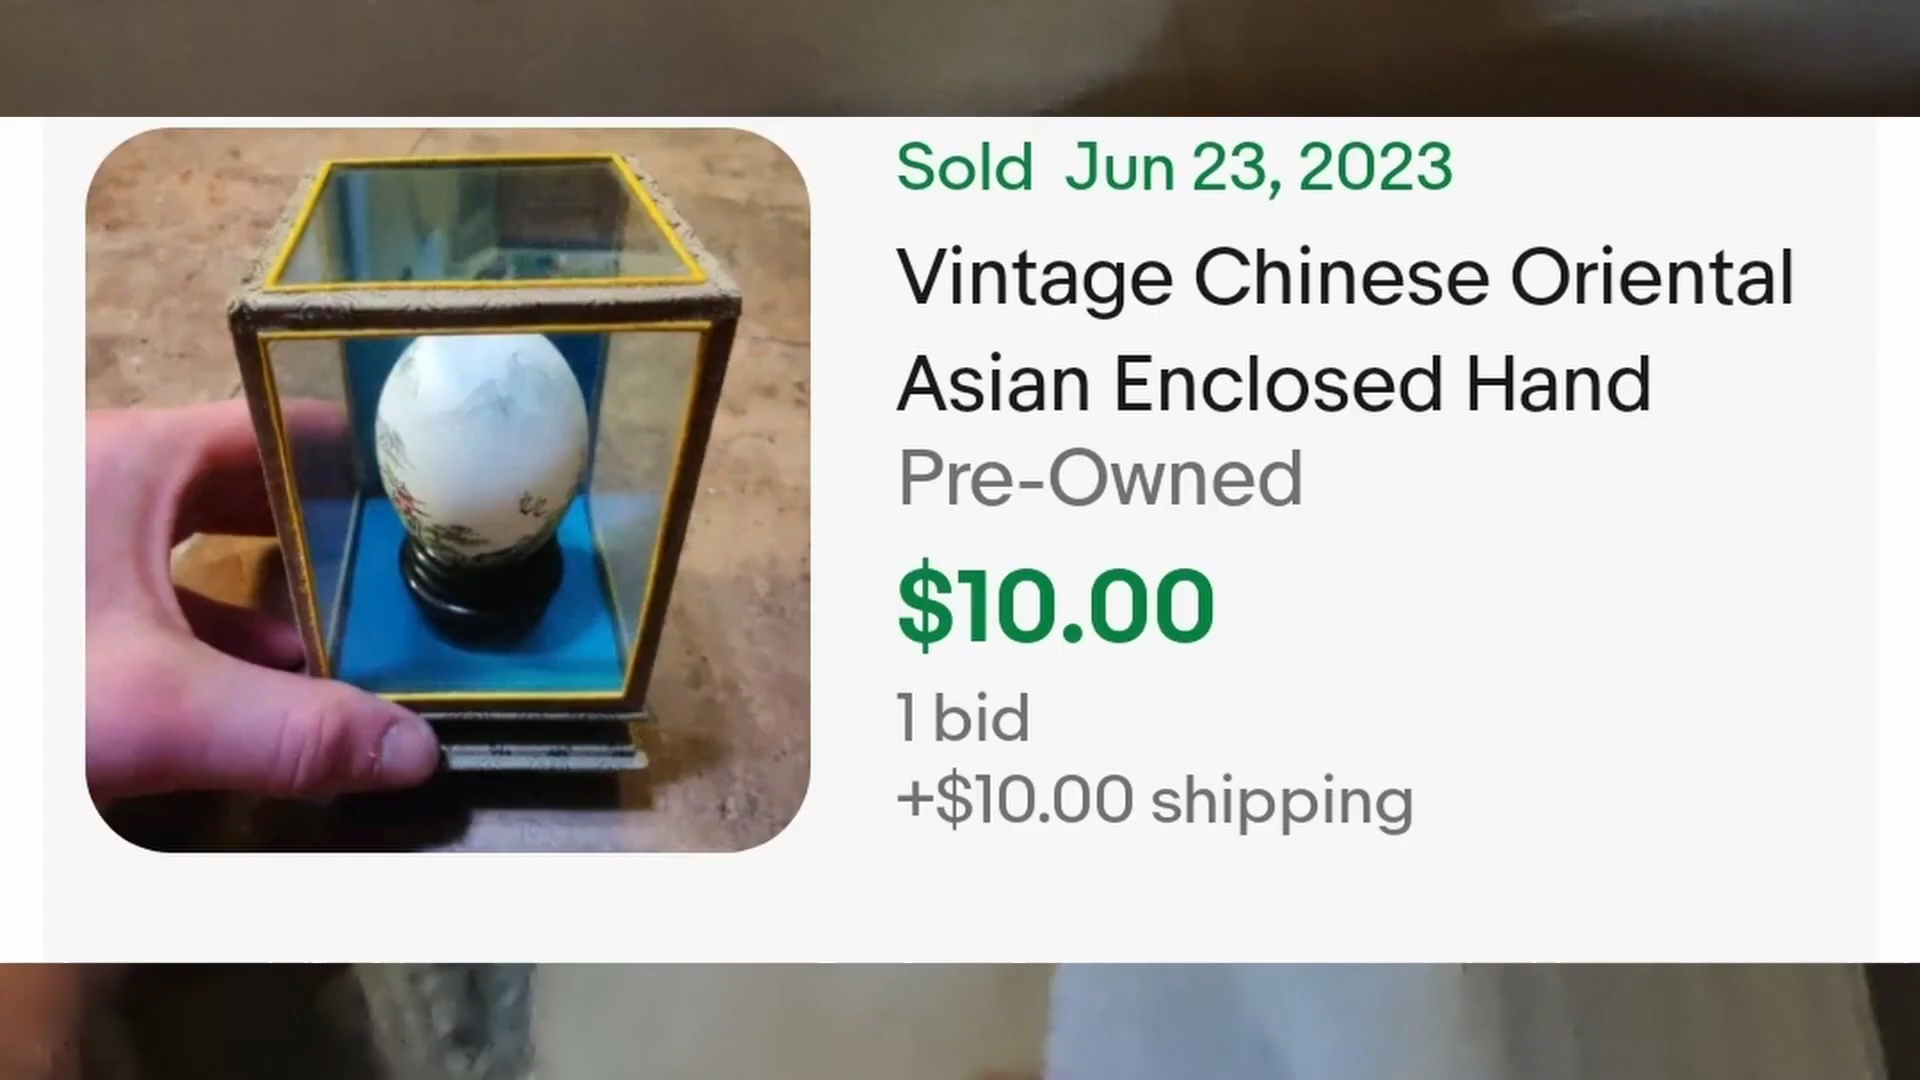 Sold Jun 23, 2023
Vintage Chinese Oriental
Asian Enclosed Hand
Pre-Owned
$10.00
1 bid
+$10.00 shipping